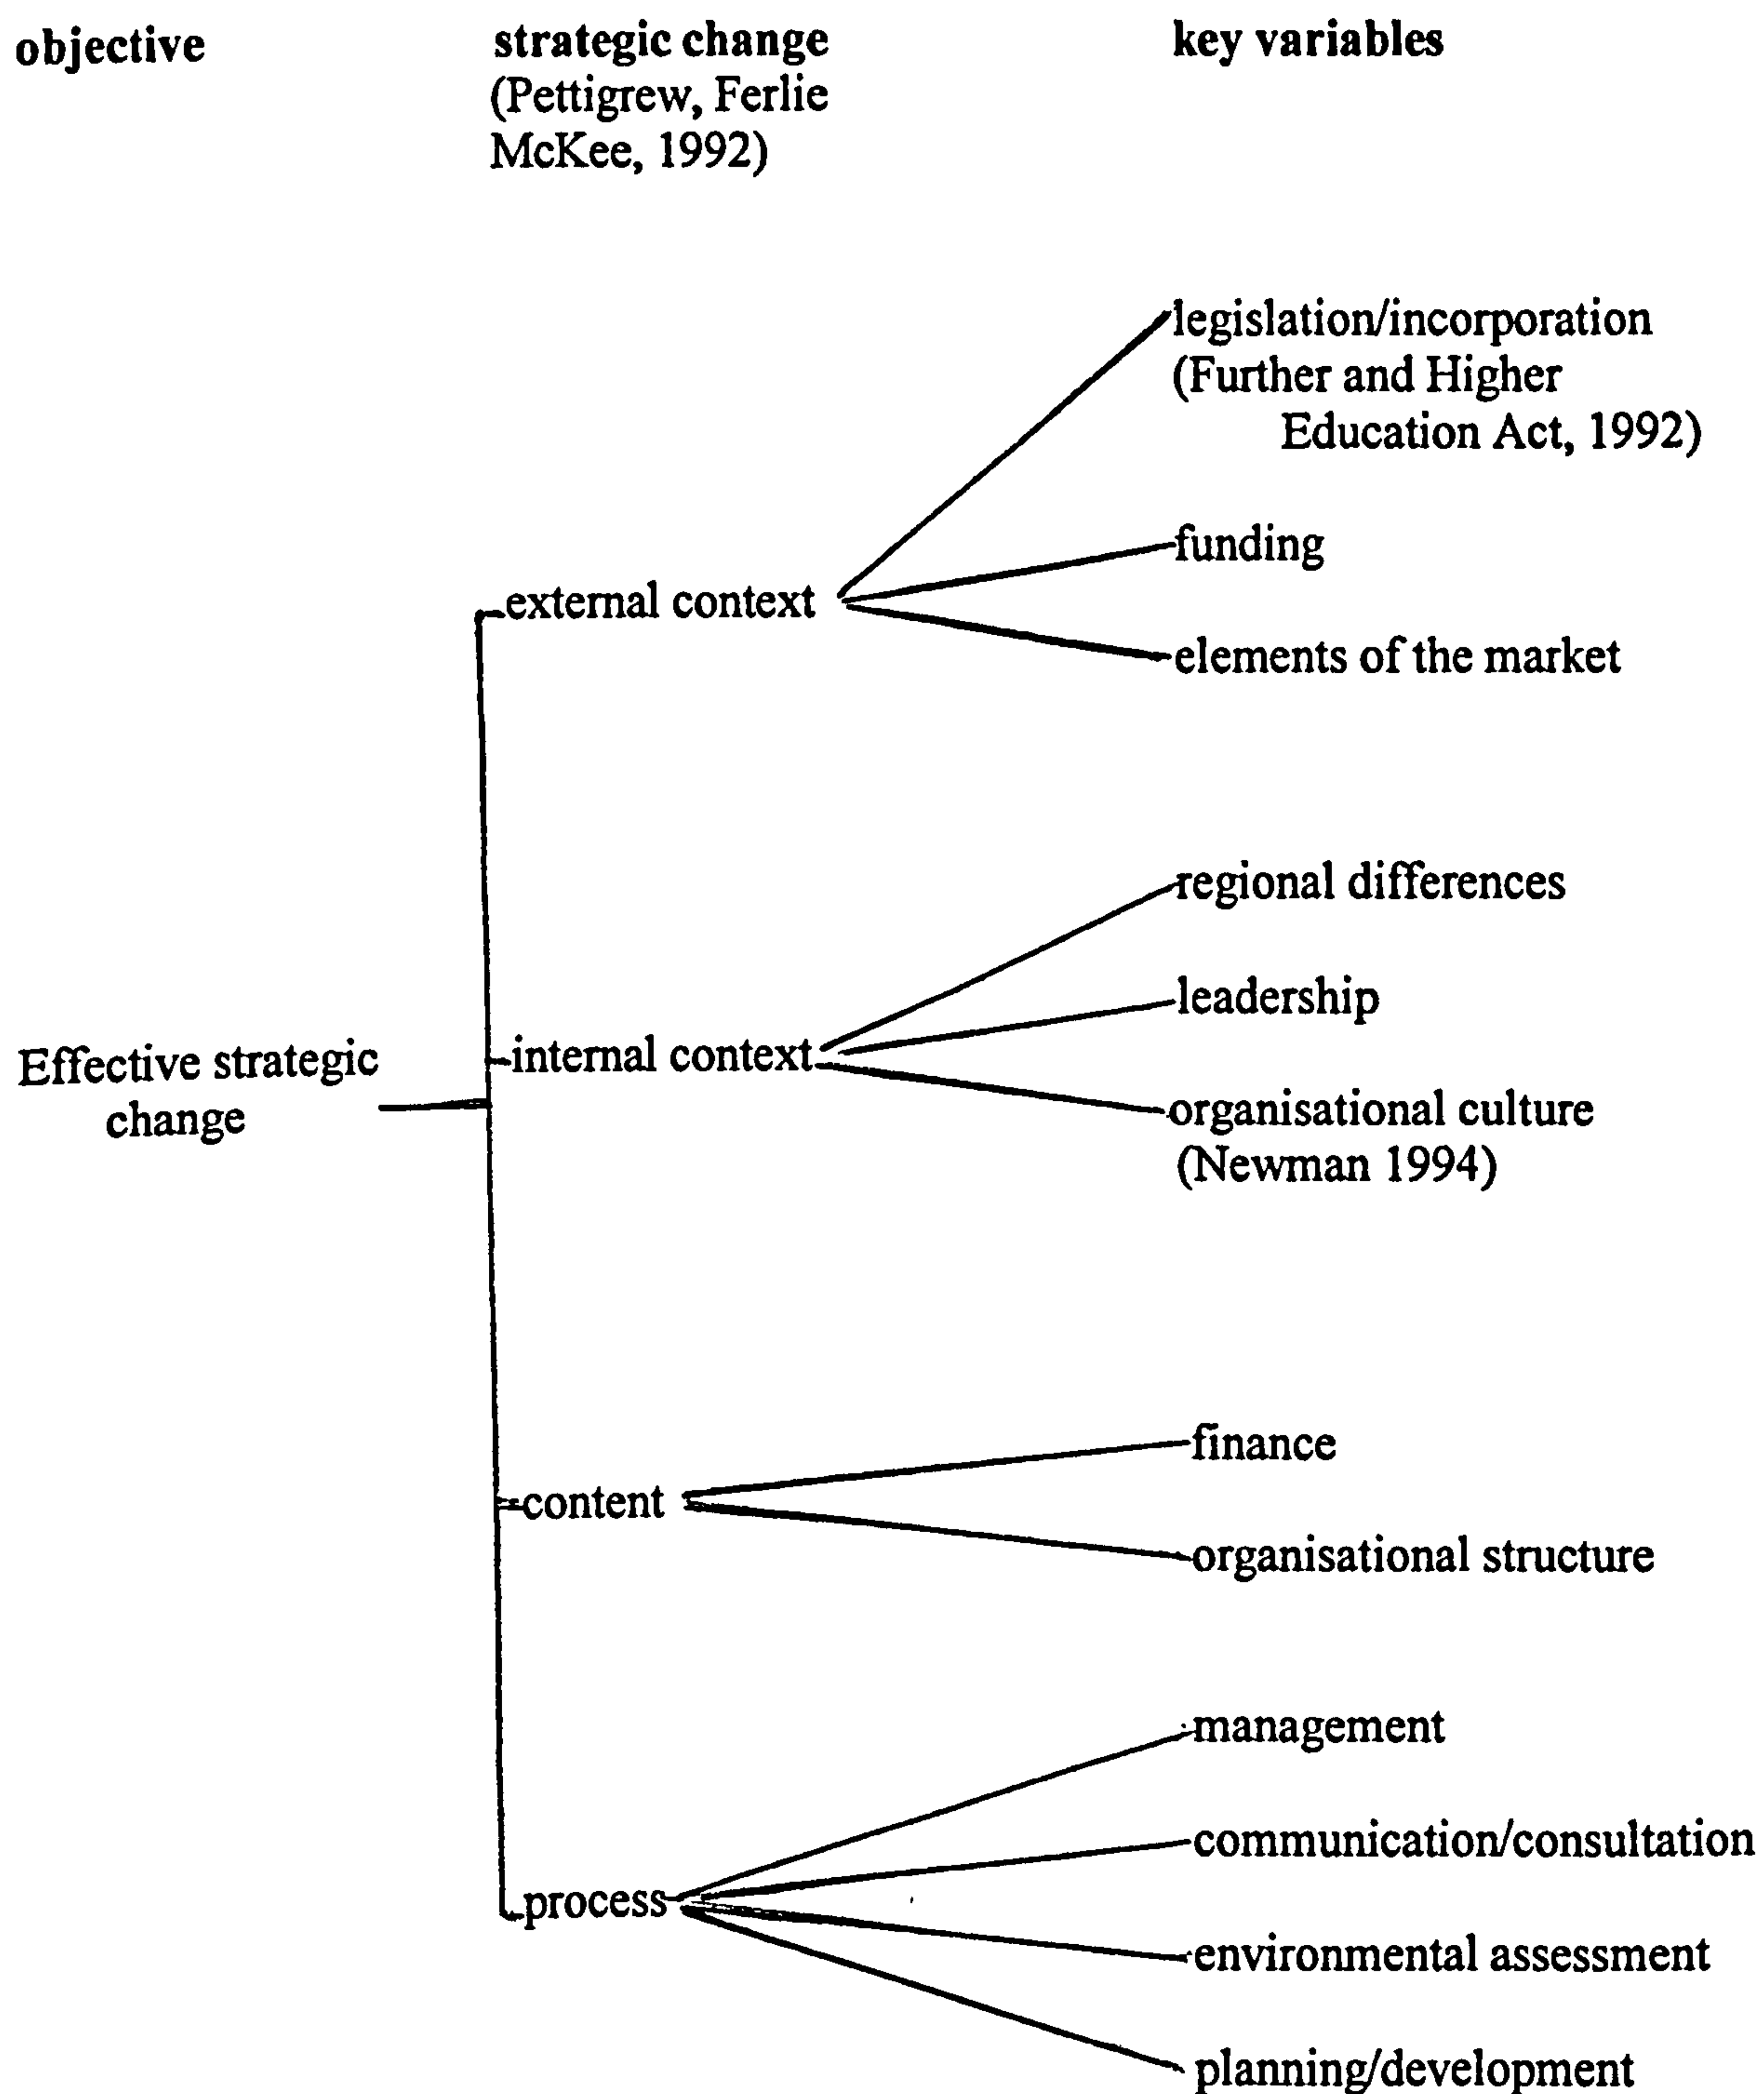 objective
strategic change
(Pettigrew, Ferlie
McKee, 1992)
key variables
legislation/incorporation
(Further and Higher
Education Act, 1992)
funding
external context
elements of the market
regional differences
leadership
Effective strategic
change
internal context
organisational culture
(Newman 1994)
finance
content
organisational structure
management
communication/consultation
process
environmental assessment
planning/development